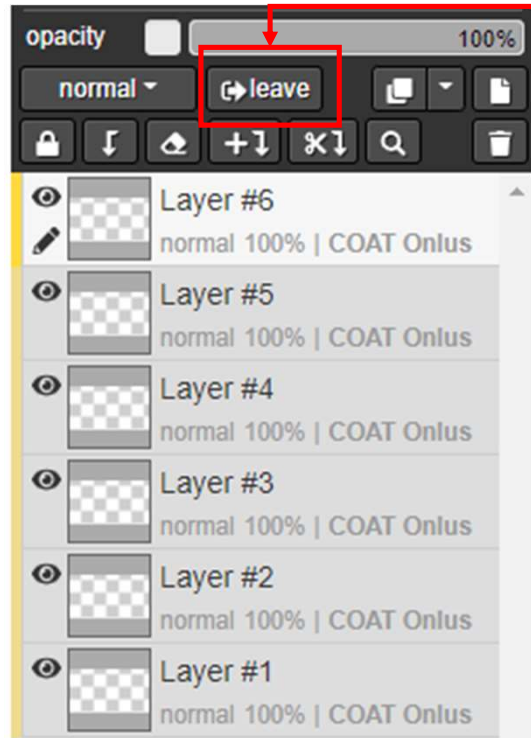 opacity 100%
normal leave
Layer #6
normal 100% | COAT Onlus
Layer #5
normal 100% | COAT Onlus
Layer #4
normal 100% | COAT Onlus
Layer #3
normal 100% | COAT Onlus
Layer #2
normal 100% | COAT Onlus
Layer #1
normal 100% | COAT Onlus